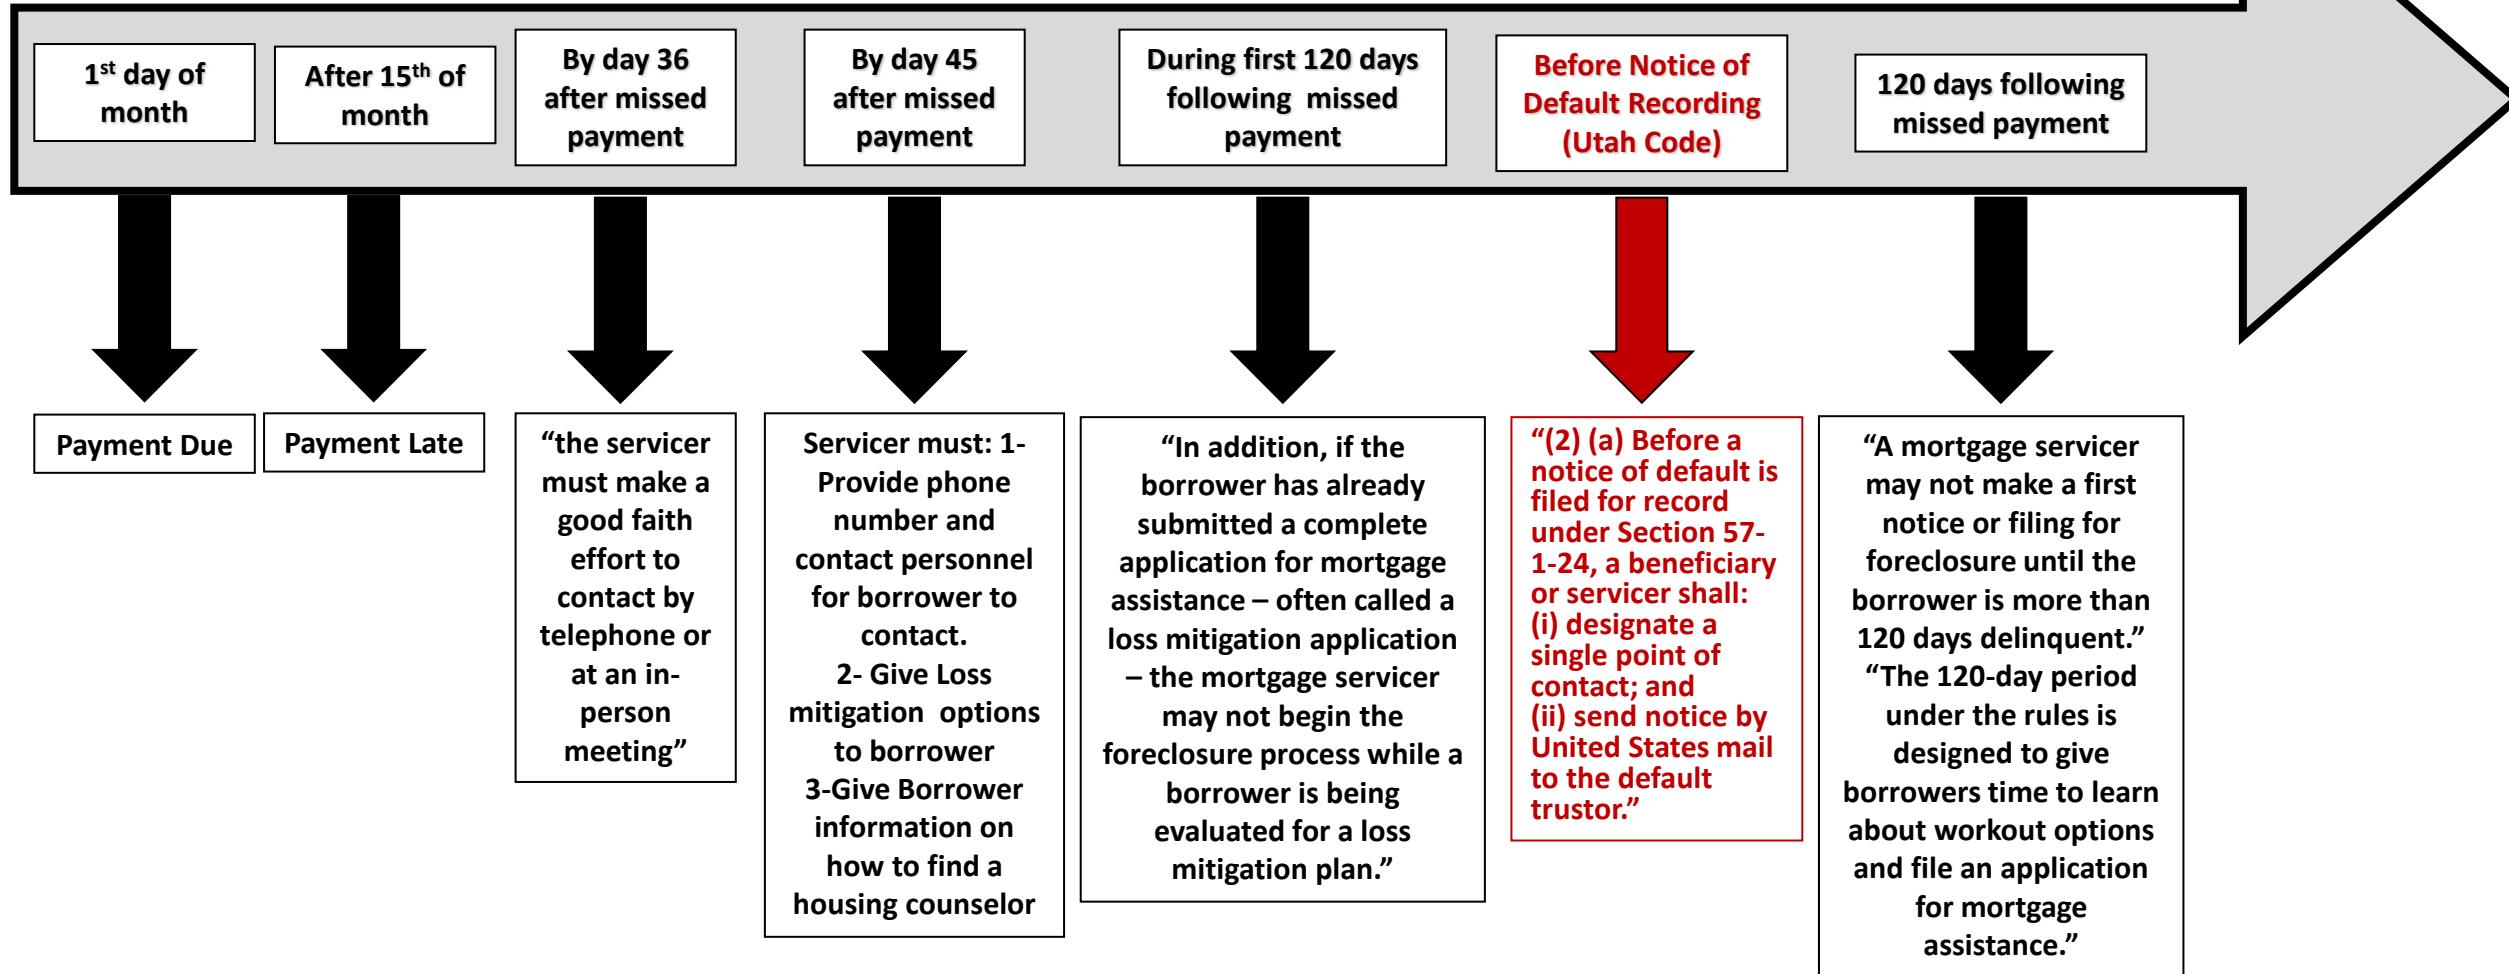 1st day of
month
After 15th of
month
By day 36
after missed
payment
By day 45
after missed
payment
During first 120 days
following missed
payment
Before Notice of
Default Recording
(Utah Code)
120 days following
missed payment
Payment Due
Payment Late
“the servicer
must make a
good faith
effort to
contact by
telephone or
at an in-
person
meeting”
Servicer must: 1-
Provide phone
number and
contact personnel
for borrower to
contact.
2- Give Loss
mitigation options
to borrower
3-Give Borrower
information on
how to find a
housing counselor
“In addition, if the
borrower has already
submitted a complete
application for mortgage
assistance – often called a
loss mitigation application
– the mortgage servicer
may not begin the
foreclosure process while a
borrower is being
evaluated for a loss
mitigation plan.”
“(2) (a) Before a
notice of default is
filed for record
under Section 57-
1-24, a beneficiary
or servicer shall:
(i) designate a
single point of
contact; and
(ii) send notice by
United States mail
to the default
trustor.”
“A mortgage servicer
may not make a first
notice or filing for
foreclosure until the
borrower is more than
120 days delinquent.”
“The 120-day period
under the rules is
designed to give
borrowers time to learn
about workout options
and file an application
for mortgage
assistance.”